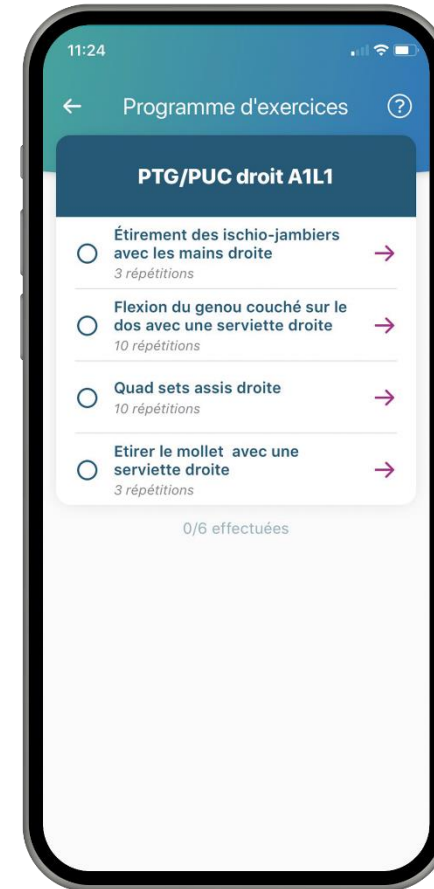 11:24
Programme d'exercices
PTG/PUC droit A1L1
Étirement des ischio-jambiers
avec les mains droite
3 répétitions
Flexion du genou couché sur le
dos avec une serviette droite
10 répétitions
Quad sets assis droite
10 répétitions
Etirer le mollet avec une
serviette droite
3 répétitions
0/6 effectuées